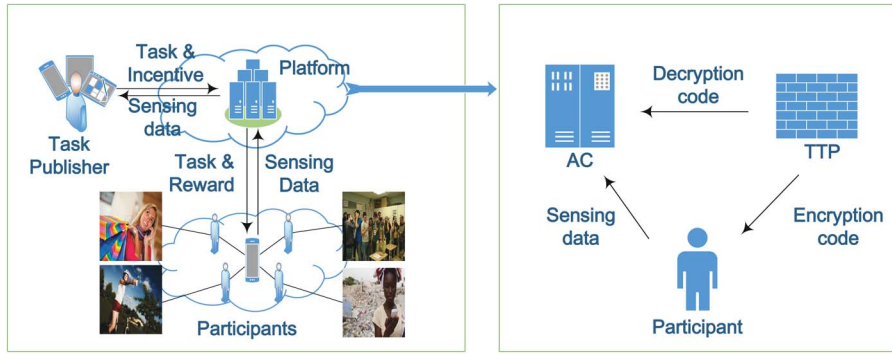 Task &
Incentive
Sensing
data
Platform
Task
Publisher
Task &
Reward
Sensing
Data
Participants
Decryption
code
AC
TTP
Sensing
data
Encryption
code
Participant